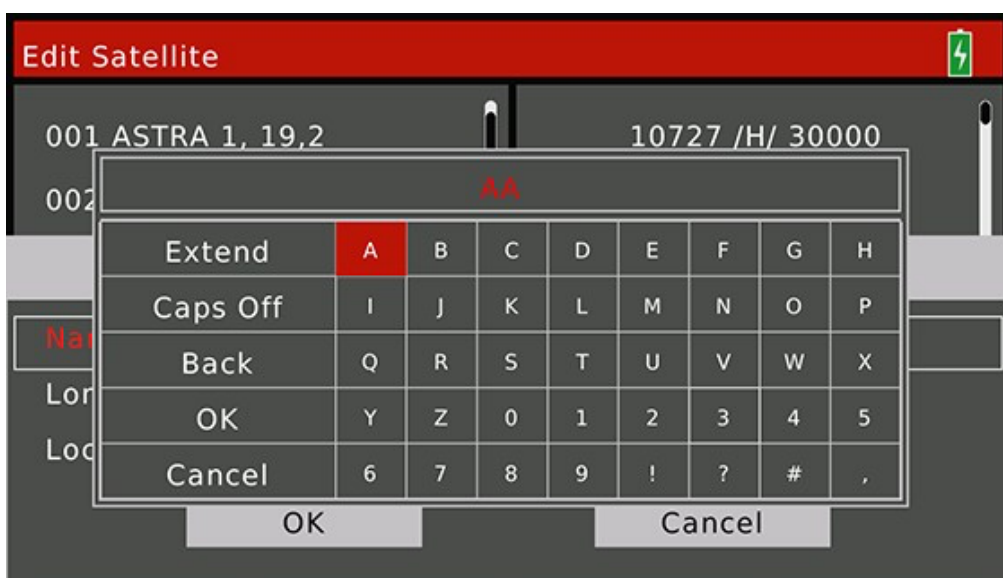 Edit Satellite
001 ASTRA 1, 19,2
10727 /H/ 30000
002
AA
Extend A B C D E F G H
Caps Off I J K L M N O P
Back Q R S T U V W X
OK Y Z 0 1 2 3 4 5
Cancel 6 7 8 9 ! ? # ,
OK Cancel